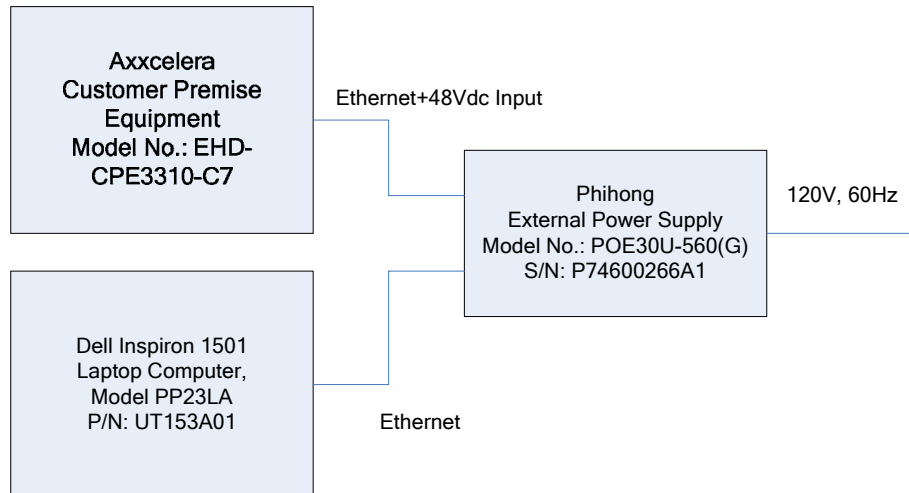 Axxcelera
Customer Premise
Equipment
Model No.: EHD-
CPE3310-C7
Ethernet+48Vdc Input
Phihong
External Power Supply
Model No.: POE30U-560(G)
S/N: P74600266A1
120V, 60Hz
Dell Inspiron 1501
Laptop Computer,
Model PP23LA
P/N: UT153A01
Ethernet